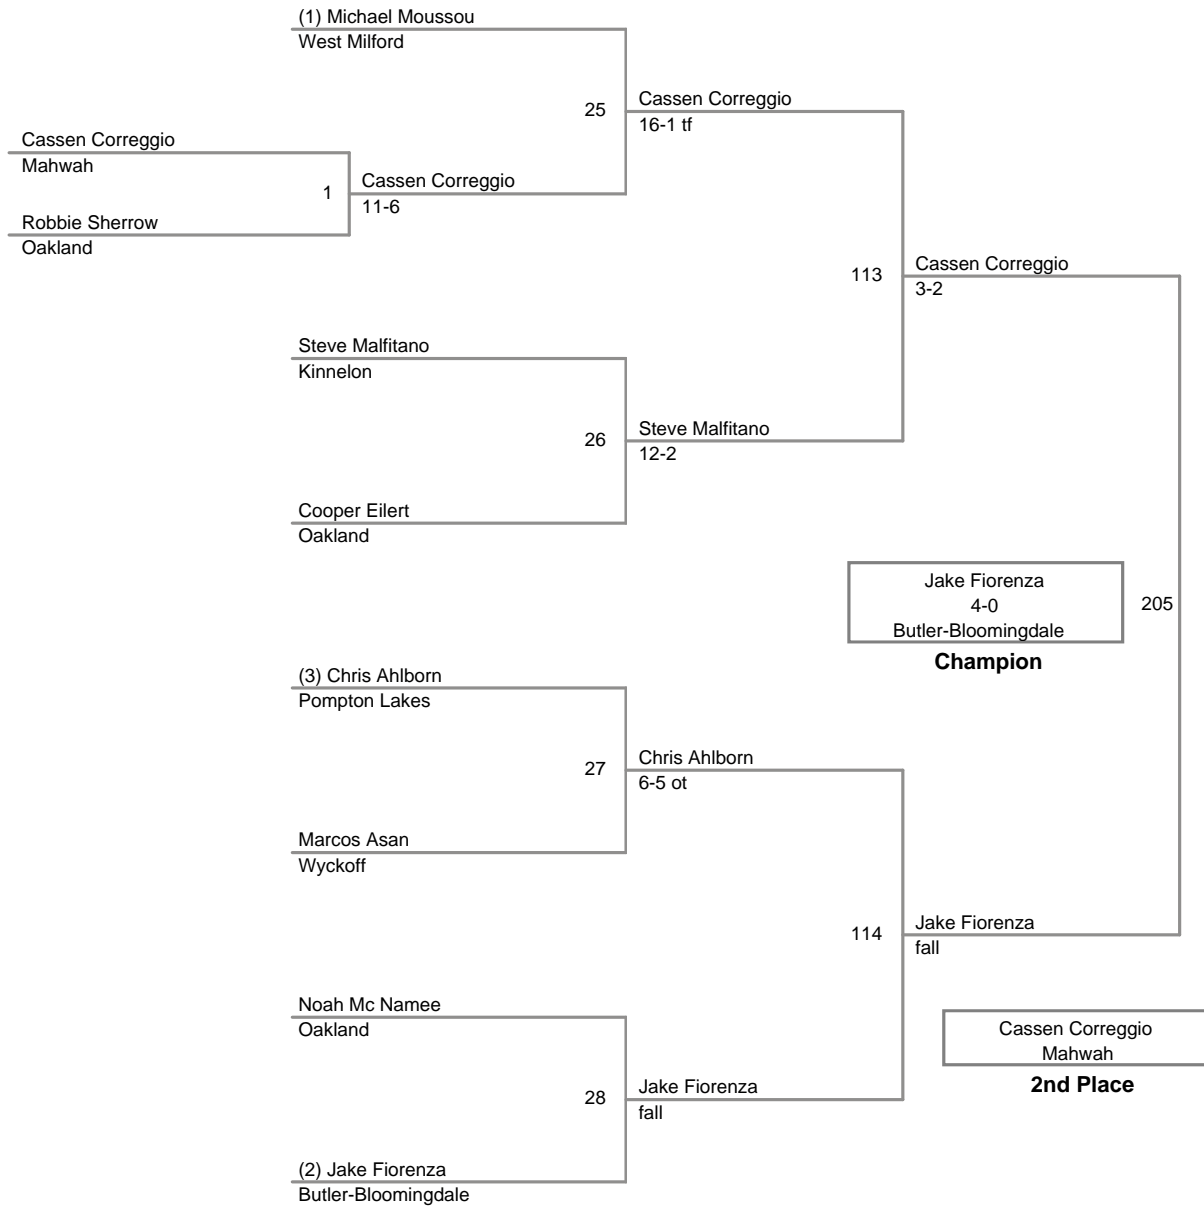 (1) Michael Moussou
West Milford
25
Cassen Correggio
16-1 tf
Cassen Correggio
Mahwah
1
Cassen Correggio
11-6
Robbie Sherrow
Oakland
113
Cassen Correggio
3-2
Steve Malfitano
Kinnelon
26
Steve Malfitano
12-2
Cooper Eilert
Oakland
Jake Fiorenza
4-0
Butler-Bloomingdale
Champion
205
(3) Chris Ahlborn
Pompton Lakes
27
Chris Ahlborn
6-5 ot
Marcos Asan
Wyckoff
114
Jake Fiorenza
fall
Noah Mc Namee
Oakland
Cassen Correggio
Mahwah
2nd Place
28
Jake Fiorenza
fall
(2) Jake Fiorenza
Butler-Bloomingdale